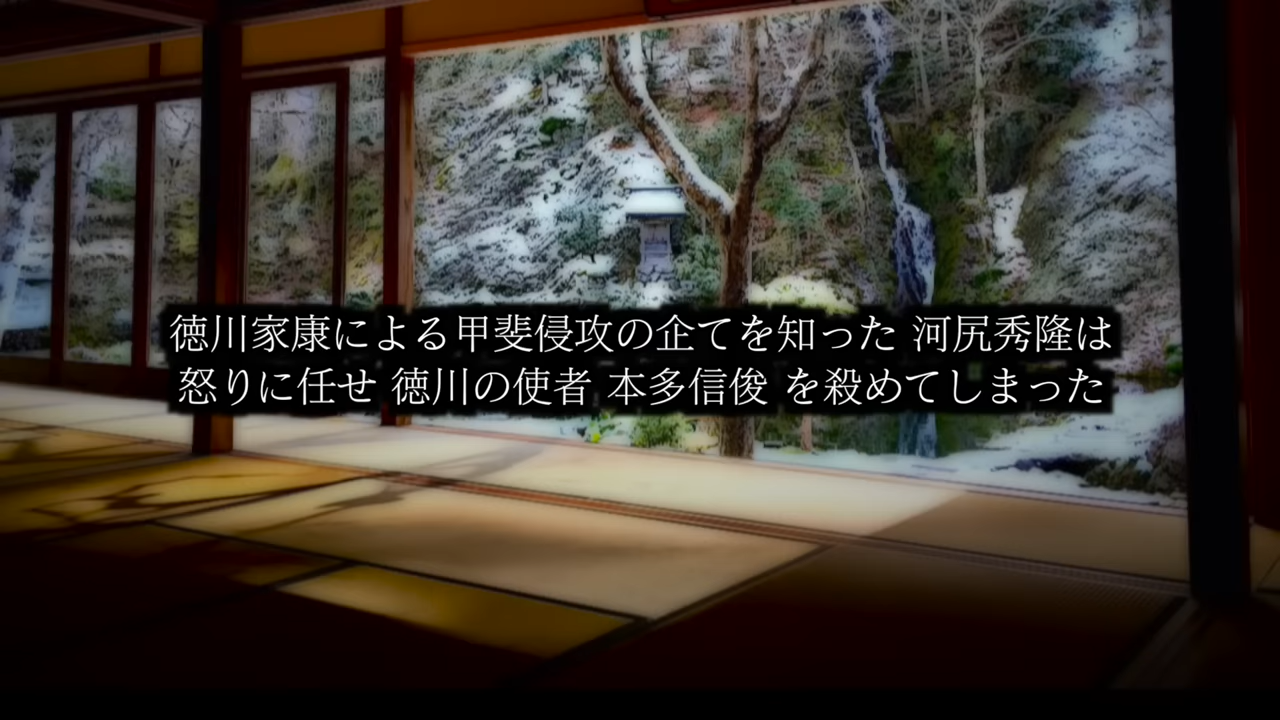 徳川家康による甲斐侵攻の企てを知った 河尻秀隆は
怒りに任せ 徳川の使者 本多信俊 を殺めてしまった